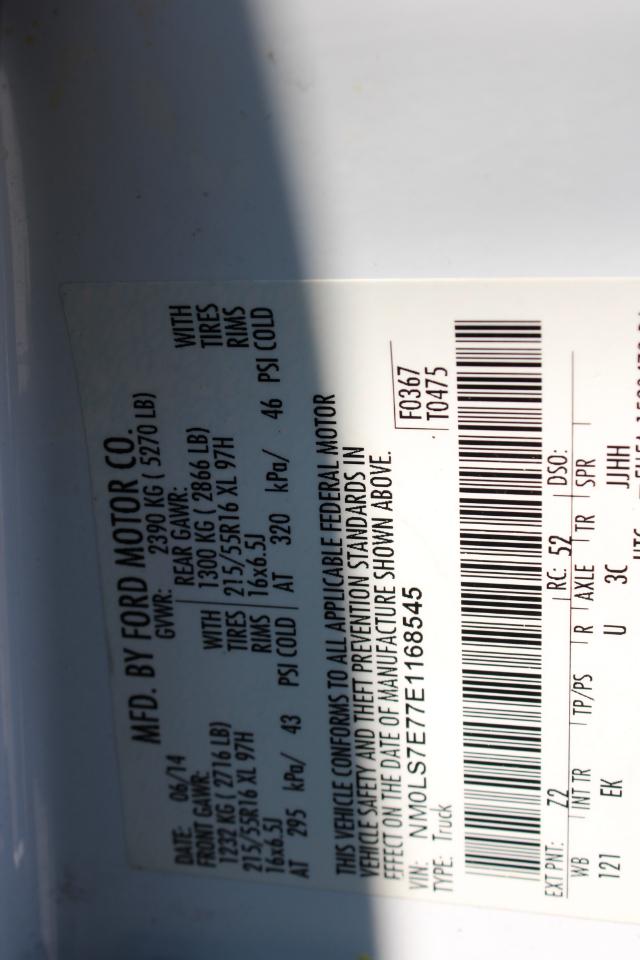 MFD. BY FORD MOTOR CO.
DATE: 06/14 GVWR: 2390 KG ( 5270 LB)
FRONT GAWR: REAR GAWR:
1232 KG ( 2716 LB) WITH 1300 KG ( 2866 LB) WITH
215/55R16 XL 97H TIRES 215/55R16 XL 97H TIRES
16x6.5J RIMS 16x6.5J RIMS
AT 295 kPa/ 43 PSI COLD AT 320 kPa/ 46 PSI COLD
THIS VEHICLE CONFORMS TO ALL APPLICABLE FEDERAL MOTOR
VEHICLE SAFETY AND THEFT PREVENTION STANDARDS IN
EFFECT ON THE DATE OF MANUFACTURE SHOWN ABOVE.
VIN: NM0LS7E77E1168545 F0367
TYPE: Truck T0475
EXT PNT: Z2 RC: 52 DSO:
WB INT TR TP/PS R AXLE TR SPR
121 EK U 3C JJHH